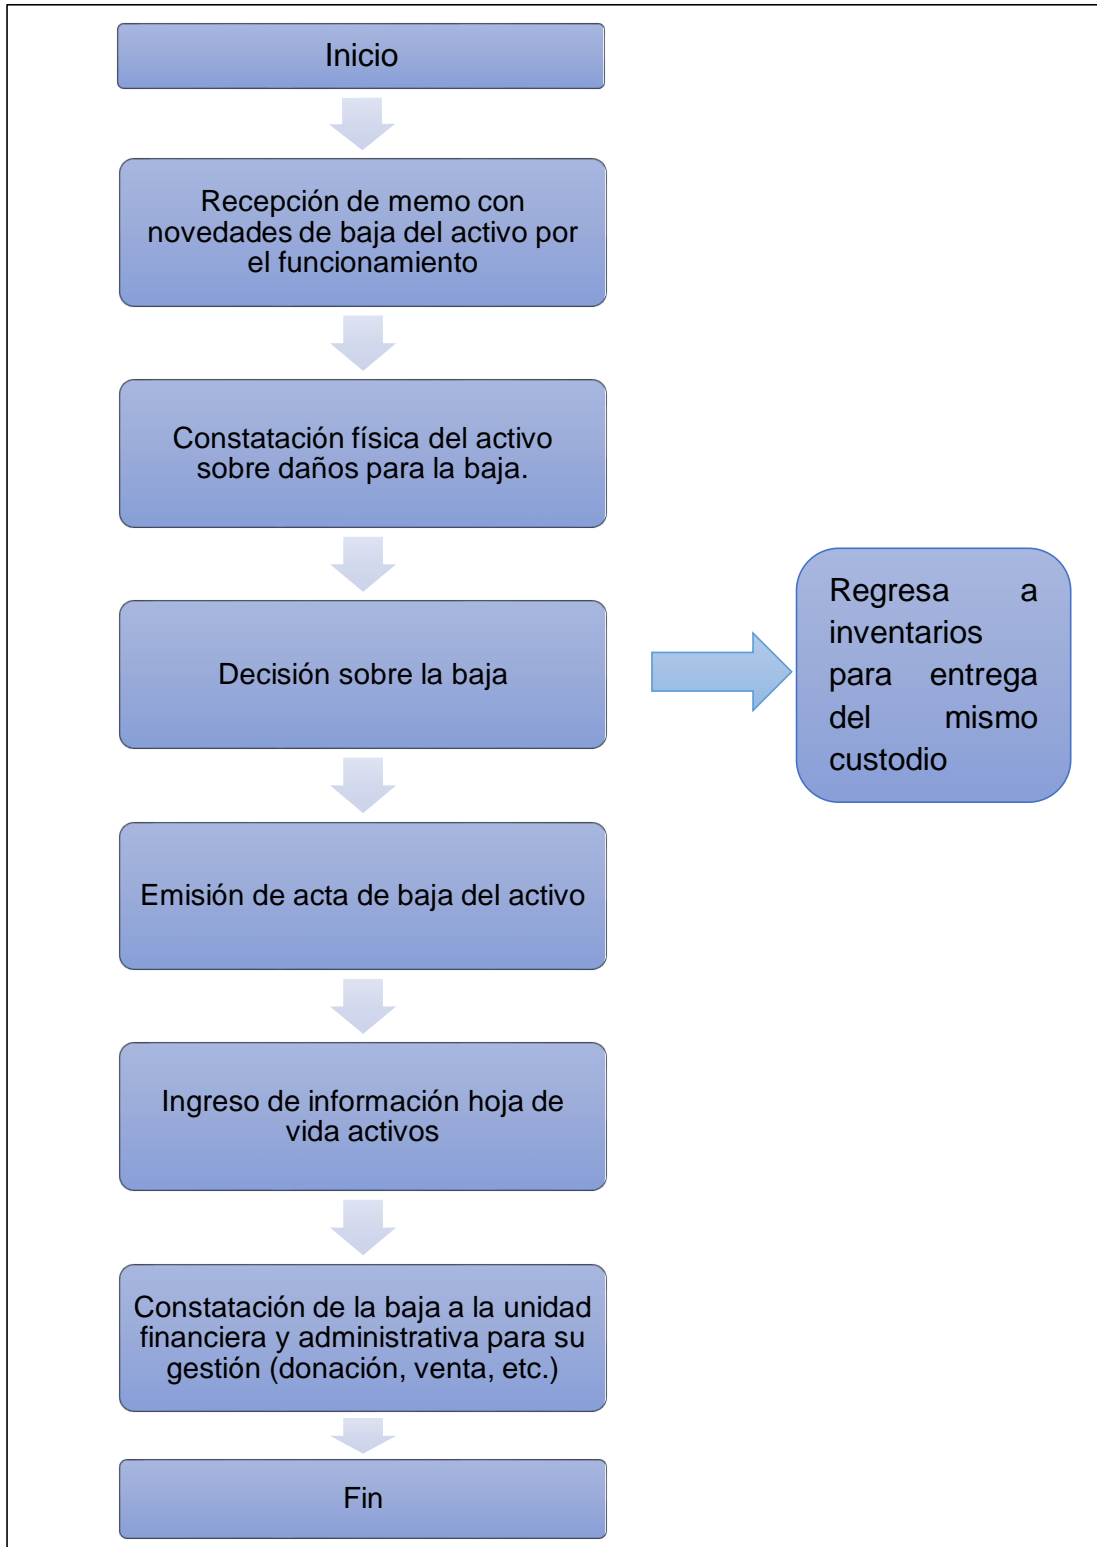 Inicio
Recepción de memo con
novedades de baja del activo por
el funcionamiento
Constatación física del activo
sobre daños para la baja.
Decisión sobre la baja
Regresa a
inventarios
para entrega
del mismo
custodio
Emisión de acta de baja del activo
Ingreso de información hoja de
vida activos
Constatación de la baja a la unidad
financiera y administrativa para su
gestión (donación, venta, etc.)
Fin